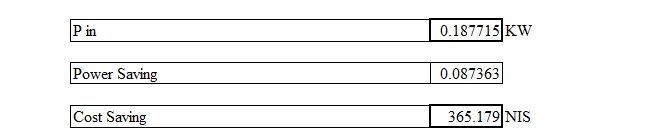 P in 0.187715 KW
Power Saving 0.087363
Cost Saving 365.179 NIS